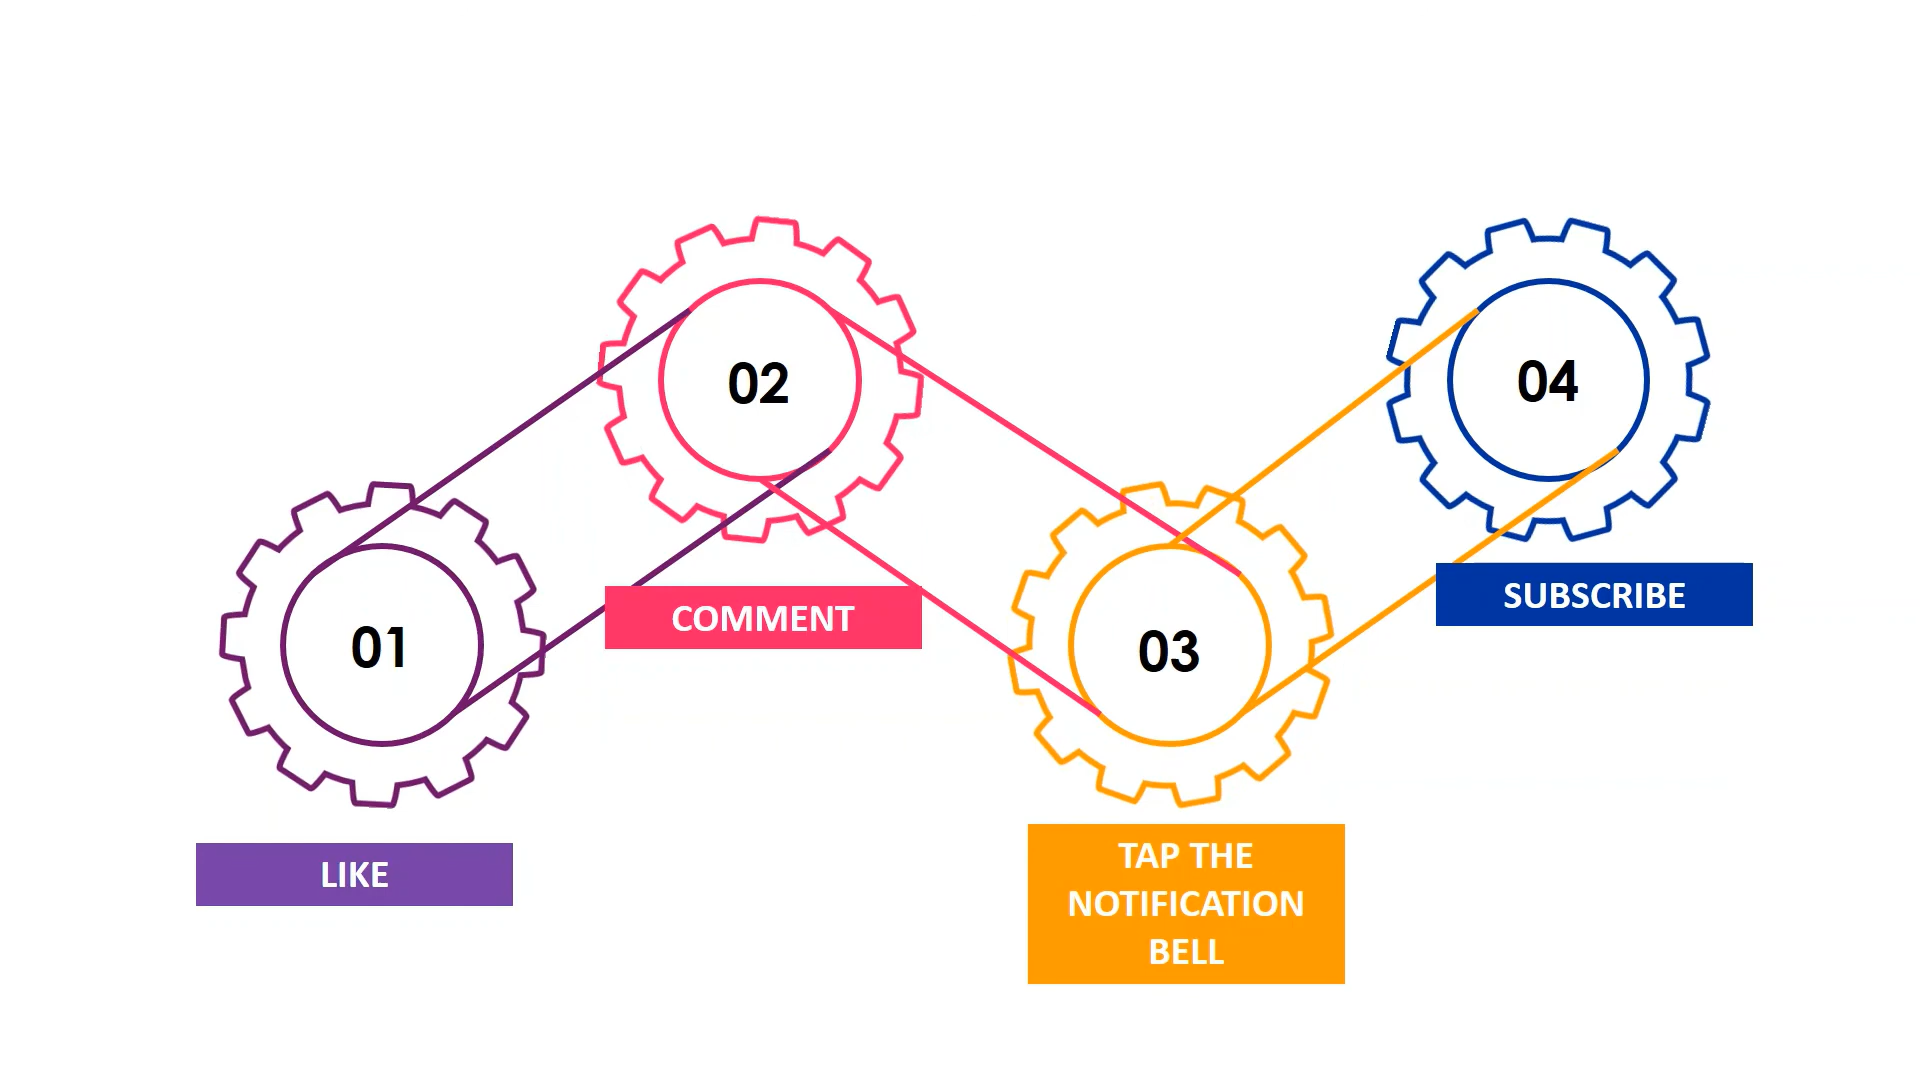 01
LIKE
02
COMMENT
03
TAP THE
NOTIFICATION
BELL
04
SUBSCRIBE